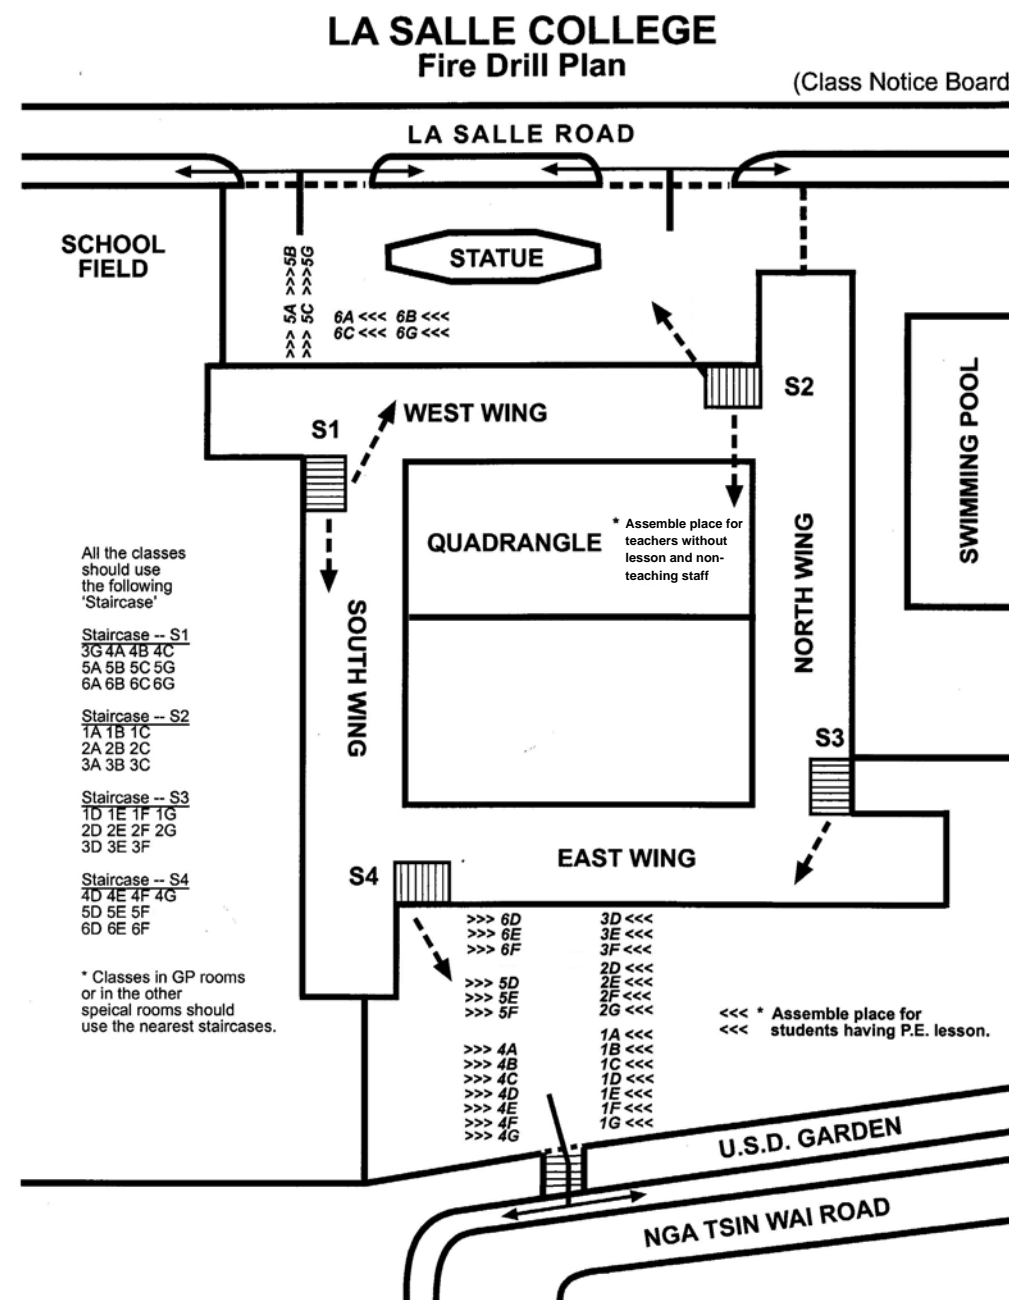 LA SALLE COLLEGE
Fire Drill Plan
(Class Notice Board
LA SALLE ROAD
SCHOOL
FIELD
STATUE
>>> 5A >>>5B
>>> 5C >>>5G
6A <<< 6B <<<
6C <<< 6G <<<
S2
WEST WING
S1
SWIMMING POOL
QUADRANGLE
* Assemble place for
teachers without
lesson and non-
teaching staff
NORTH WING
SOUTH WING
All the classes
should use
the following
'Staircase'
Staircase -- S1
3G 4A 4B 4C
5A 5B 5C 5G
6A 6B 6C 6G
Staircase -- S2
1A 1B 1C
2A 2B 2C
3A 3B 3C
Staircase -- S3
1D 1E 1F 1G
2D 2E 2F 2G
3D 3E 3F
Staircase -- S4
4D 4E 4F 4G
5D 5E 5F
6D 6E 6F
* Classes in GP rooms
or in the other
speical rooms should
use the nearest staircases.
S3
EAST WING
S4
>>> 6D
>>> 6E
>>> 6F
>>> 5D
>>> 5E
>>> 5F
>>> 4A
>>> 4B
>>> 4C
>>> 4D
>>> 4E
>>> 4F
>>> 4G
3D <<<
3E <<<
3F <<<
2D <<<
2E <<<
2F <<<
2G <<<
1A <<<
1B <<<
1C <<<
1D <<<
1E <<<
1F <<<
1G <<<
<<< * Assemble place for
<<< students having P.E. lesson.
U.S.D. GARDEN
NGA TSIN WAI ROAD